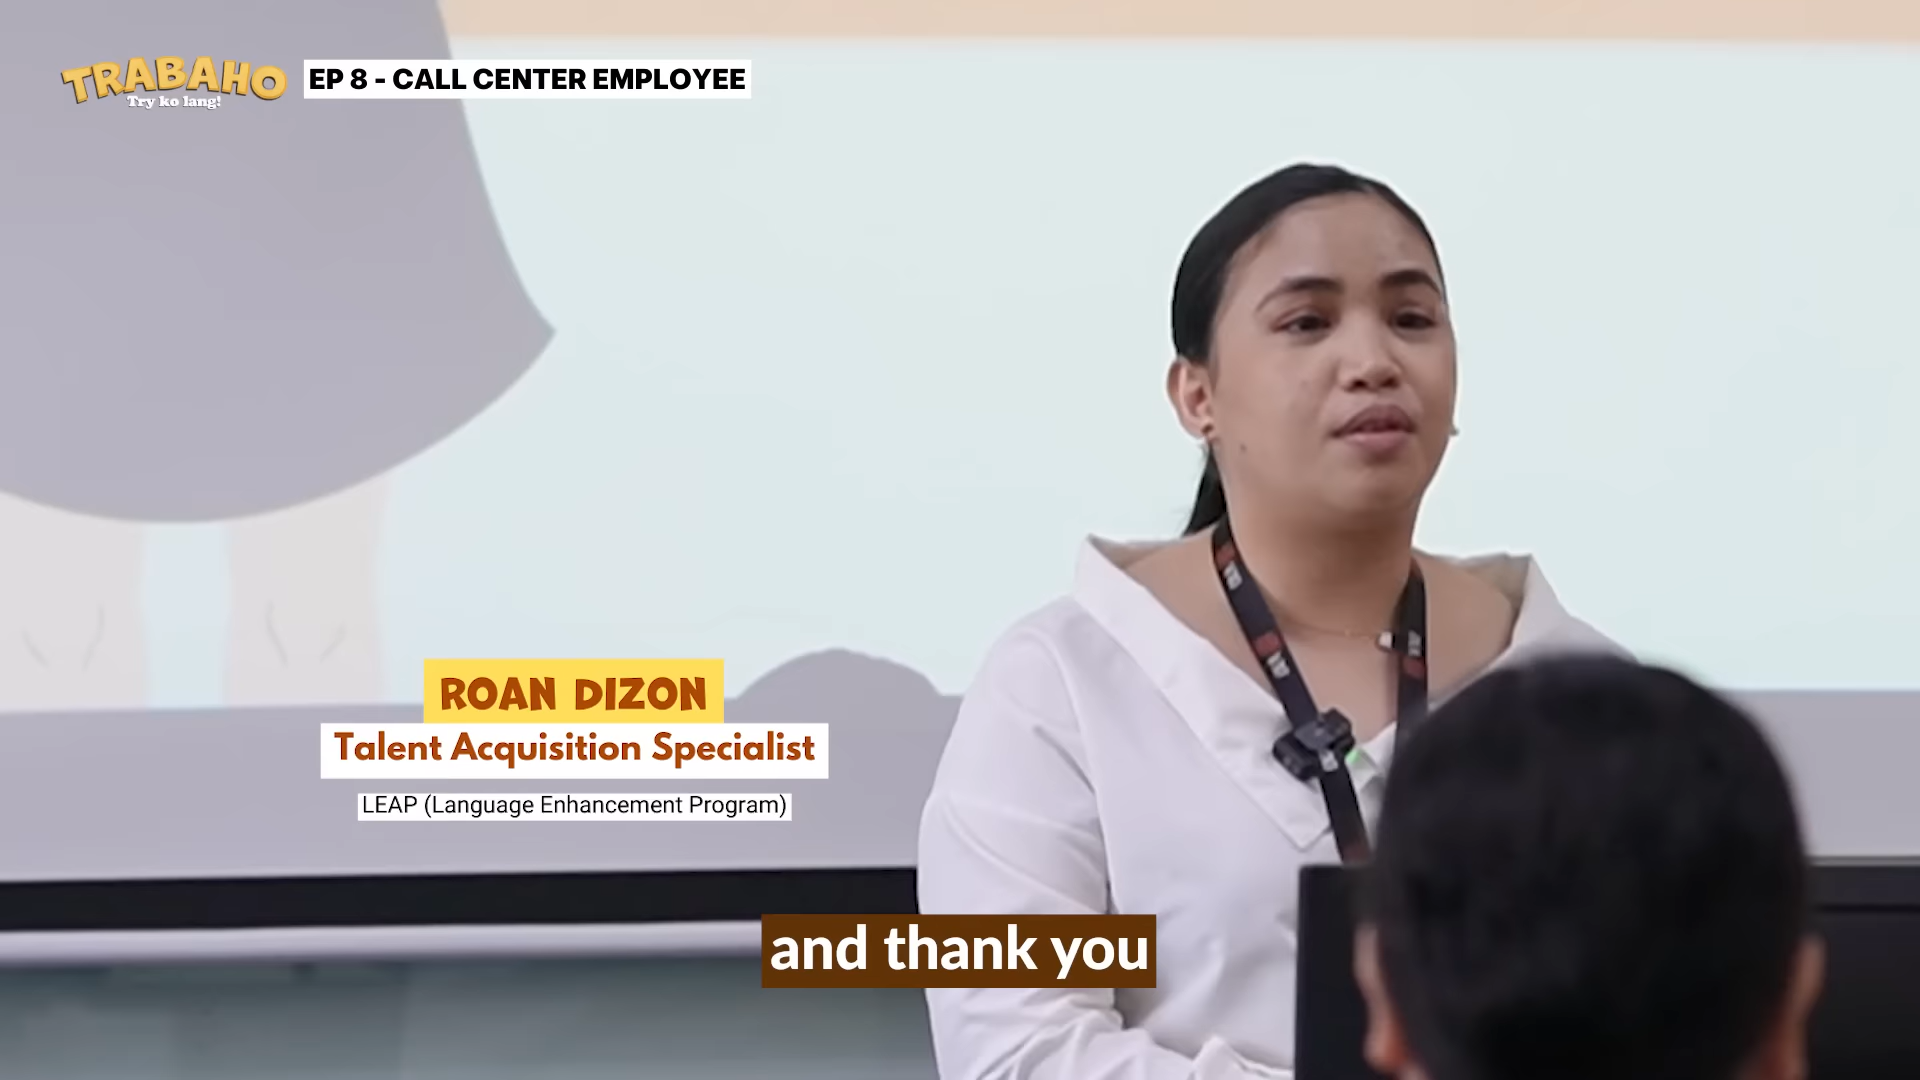 TRABAHO
Try ko lang!
EP 8 - CALL CENTER EMPLOYEE
ROAN DIZON
Talent Acquisition Specialist
LEAP (Language Enhancement Program)
and thank you